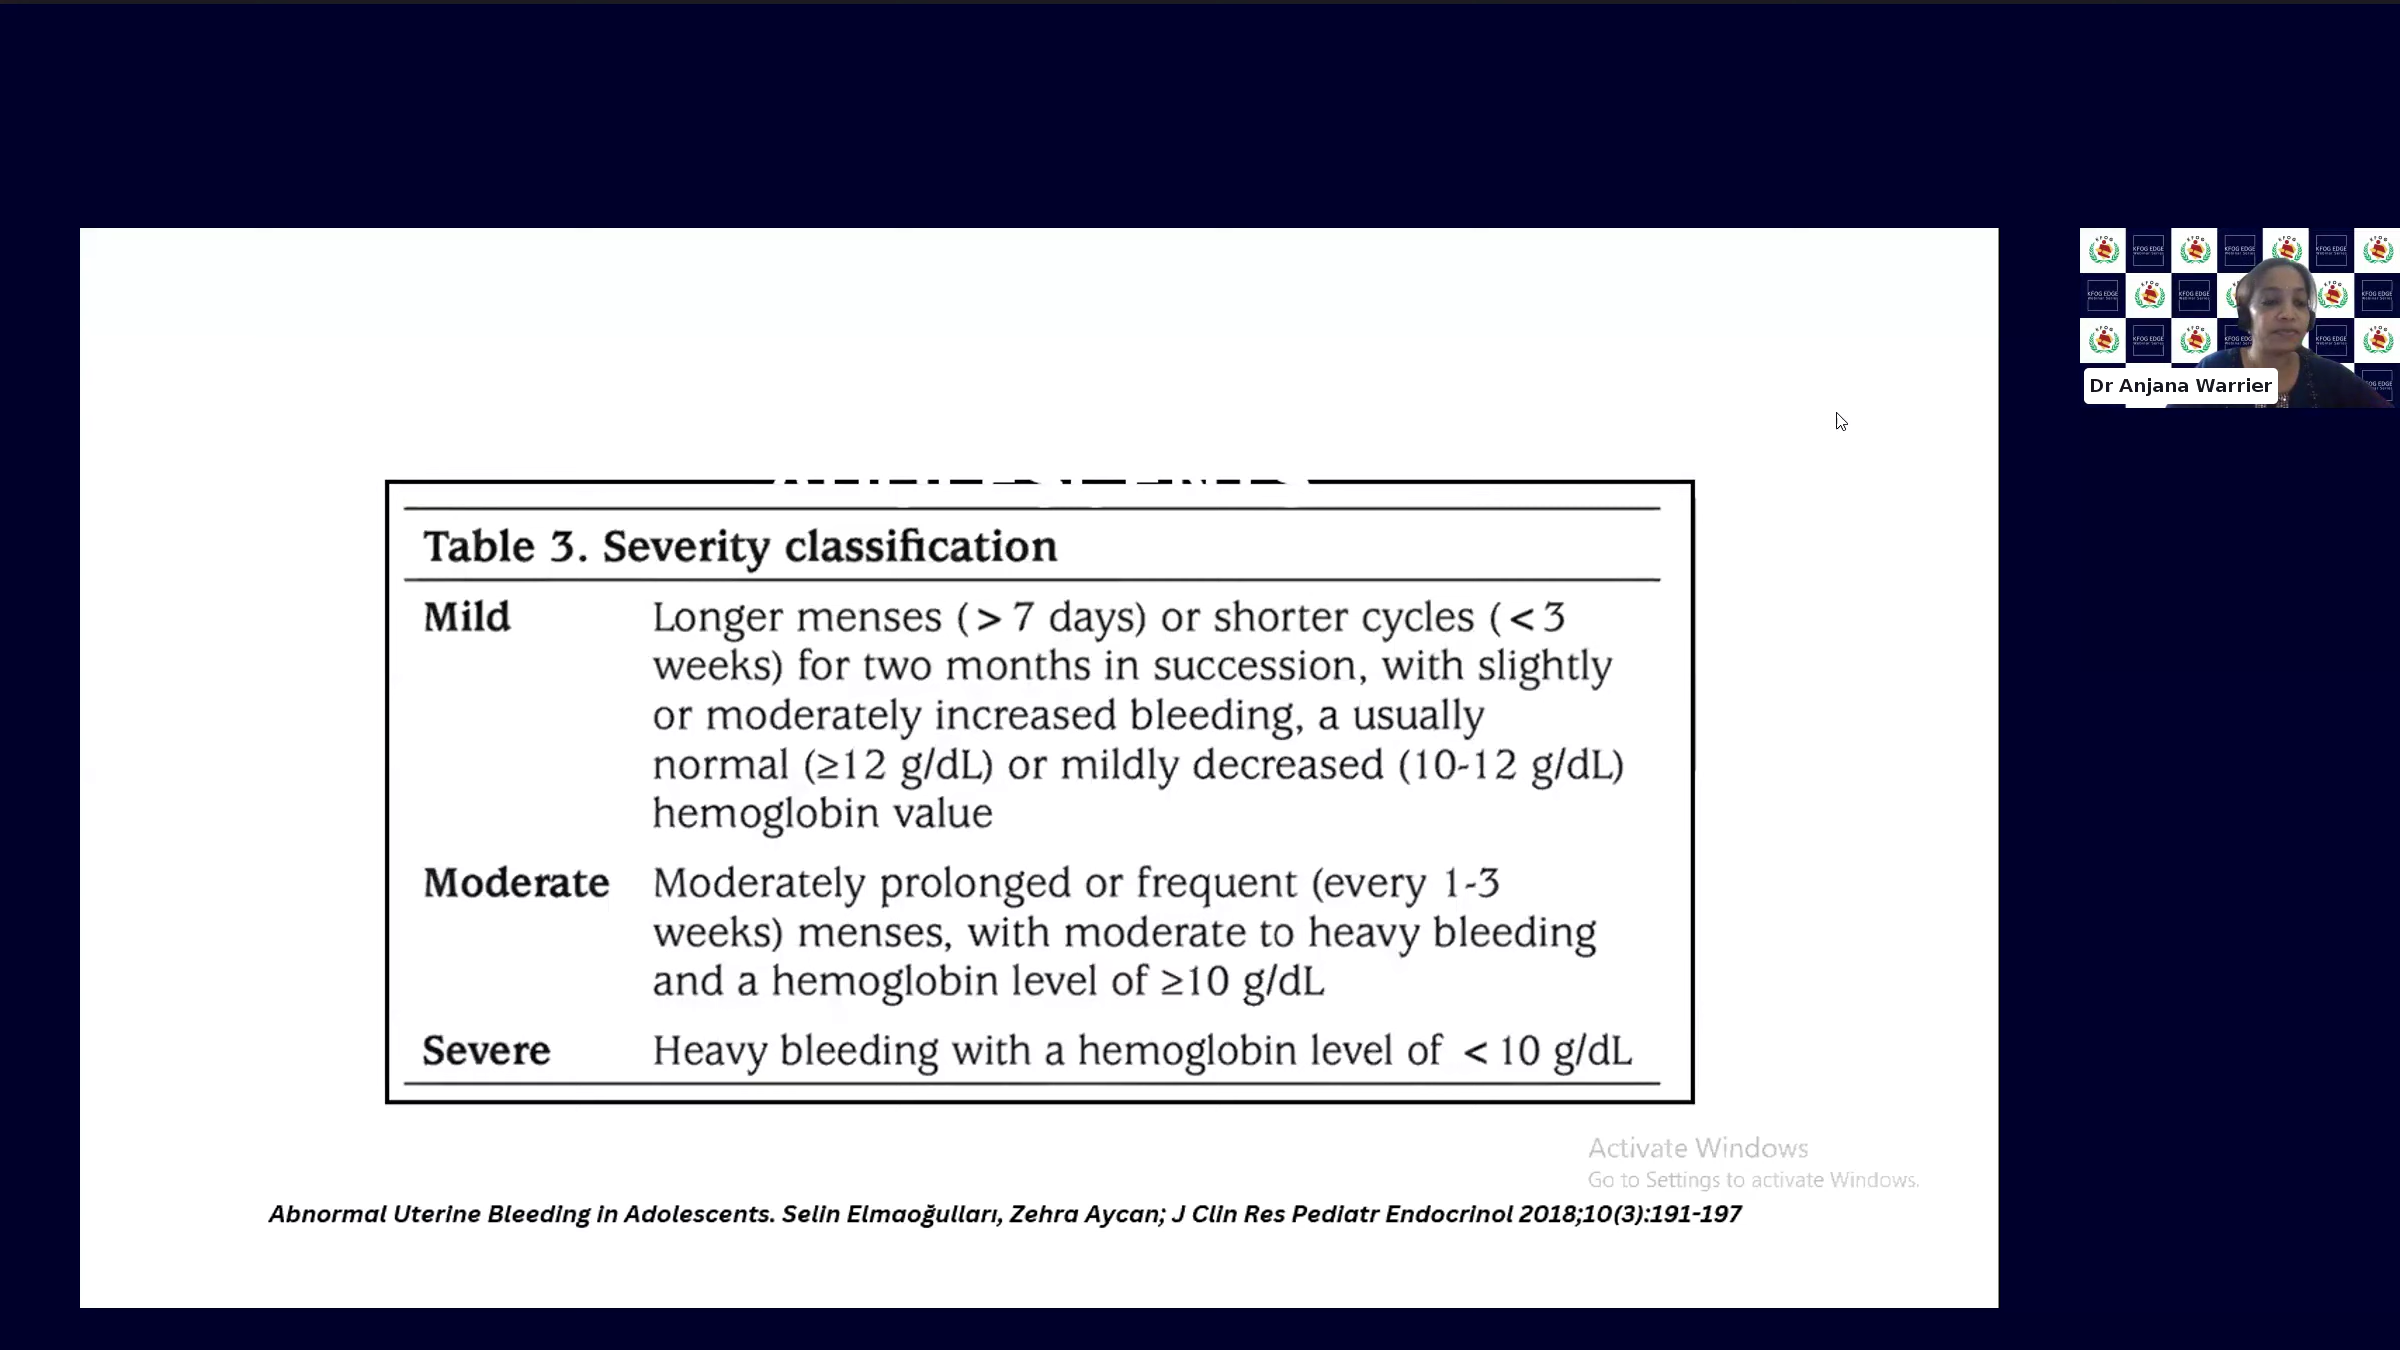 Table 3. Severity classification
Mild Longer menses (> 7 days) or shorter cycles (< 3
weeks) for two months in succession, with slightly
or moderately increased bleeding, a usually
normal (≥12 g/dL) or mildly decreased (10-12 g/dL)
hemoglobin value
Moderate Moderately prolonged or frequent (every 1-3
weeks) menses, with moderate to heavy bleeding
and a hemoglobin level of ≥10 g/dL
Severe Heavy bleeding with a hemoglobin level of < 10 g/dL
Activate Windows
Go to Settings to activate Windows.
Abnormal Uterine Bleeding in Adolescents. Selin Elmaoğulları, Zehra Aycan; J Clin Res Pediatr Endocrinol 2018;10(3):191-197
KFOG EDGE
Dr Anjana Warrier